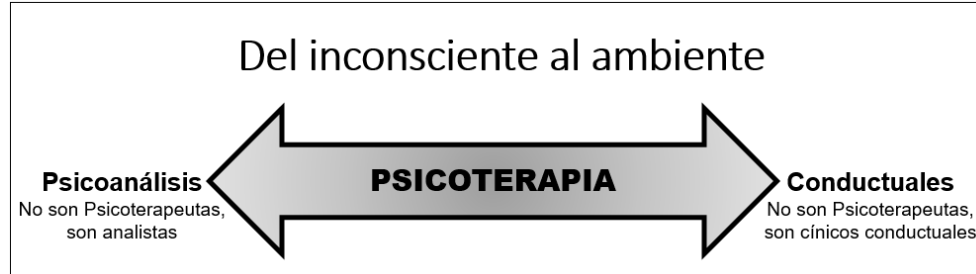 Del inconsciente al ambiente
PSICOTERAPIA
Psicoanálisis
No son Psicoterapeutas,
son analistas
Conductuales
No son Psicoterapeutas,
son cínicos conductuales